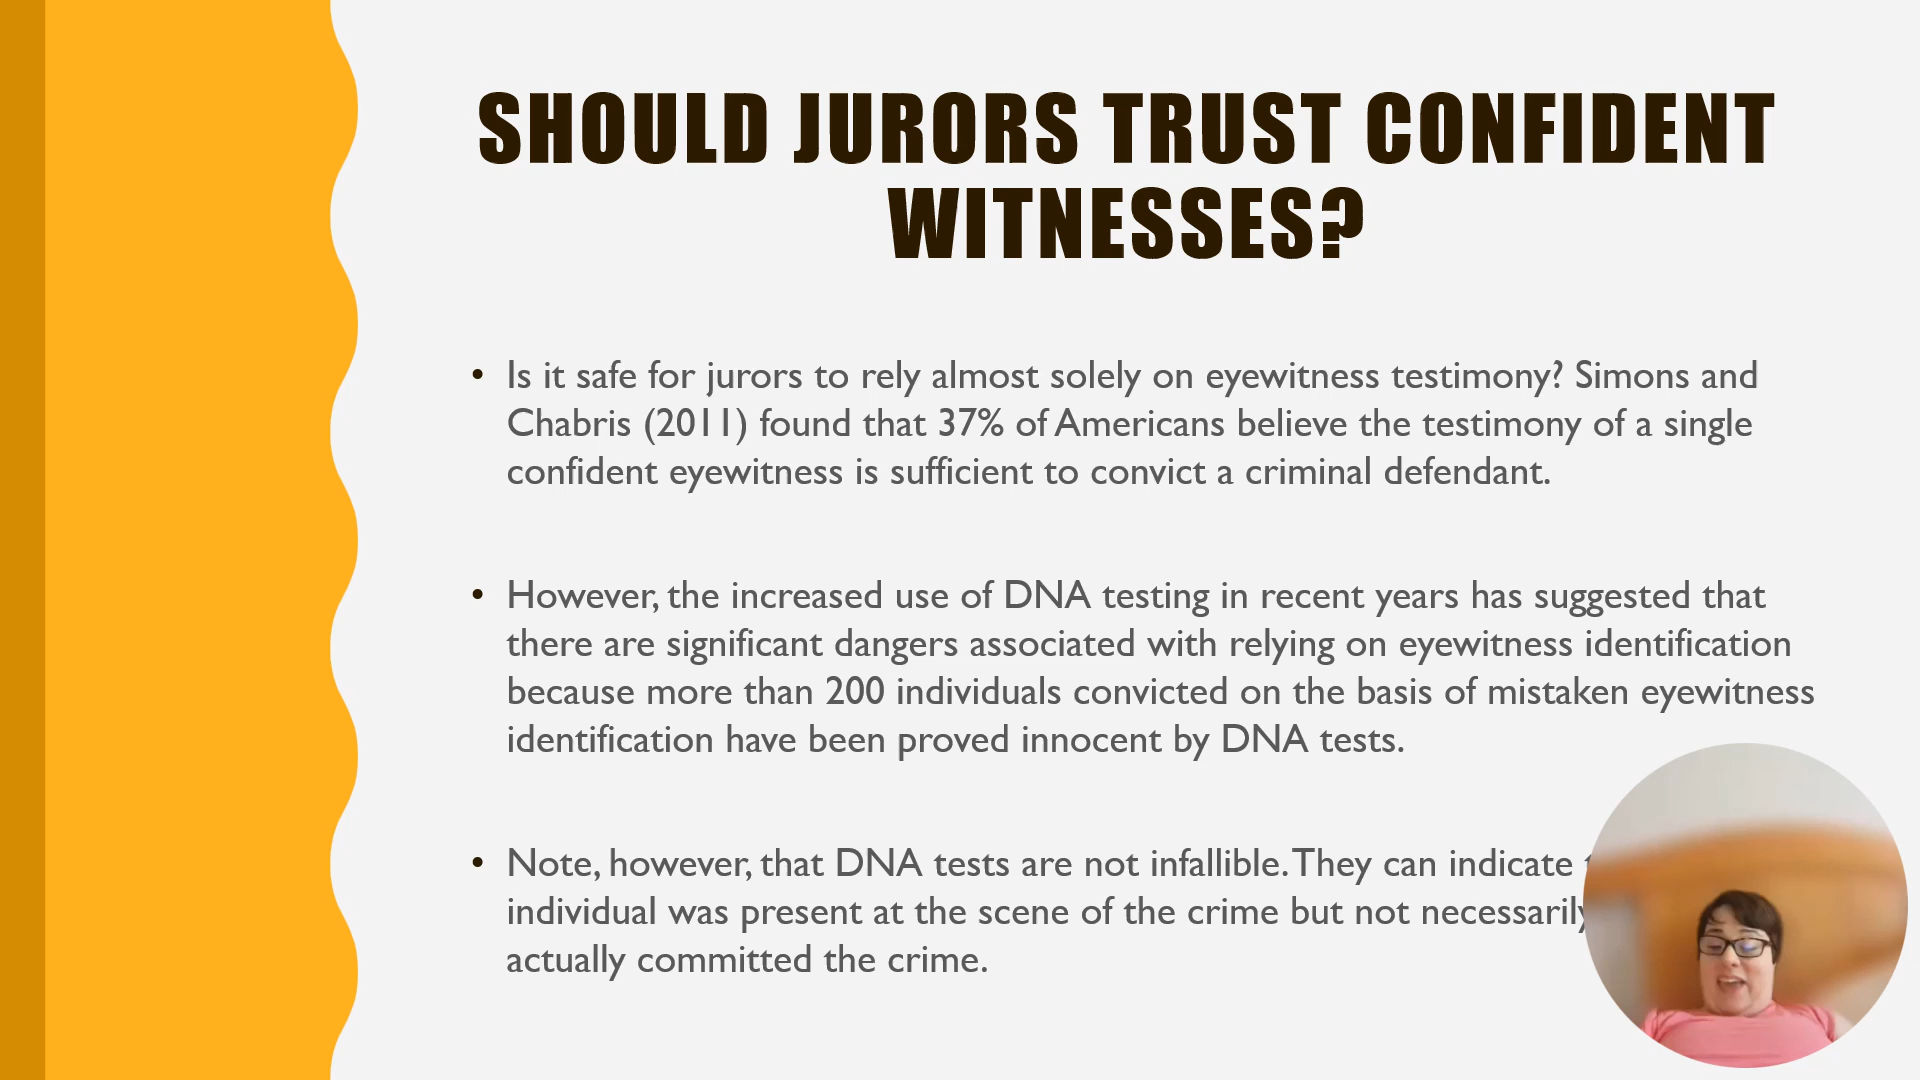 SHOULD JURORS TRUST CONFIDENT
WITNESSES?
• Is it safe for jurors to rely almost solely on eyewitness testimony? Simons and
Chabris (2011) found that 37% of Americans believe the testimony of a single
confident eyewitness is sufficient to convict a criminal defendant.
• However, the increased use of DNA testing in recent years has suggested that
there are significant dangers associated with relying on eyewitness identification
because more than 200 individuals convicted on the basis of mistaken eyewitness
identification have been proved innocent by DNA tests.
• Note, however, that DNA tests are not infallible. They can indicate
individual was present at the scene of the crime but not necessarily
actually committed the crime.